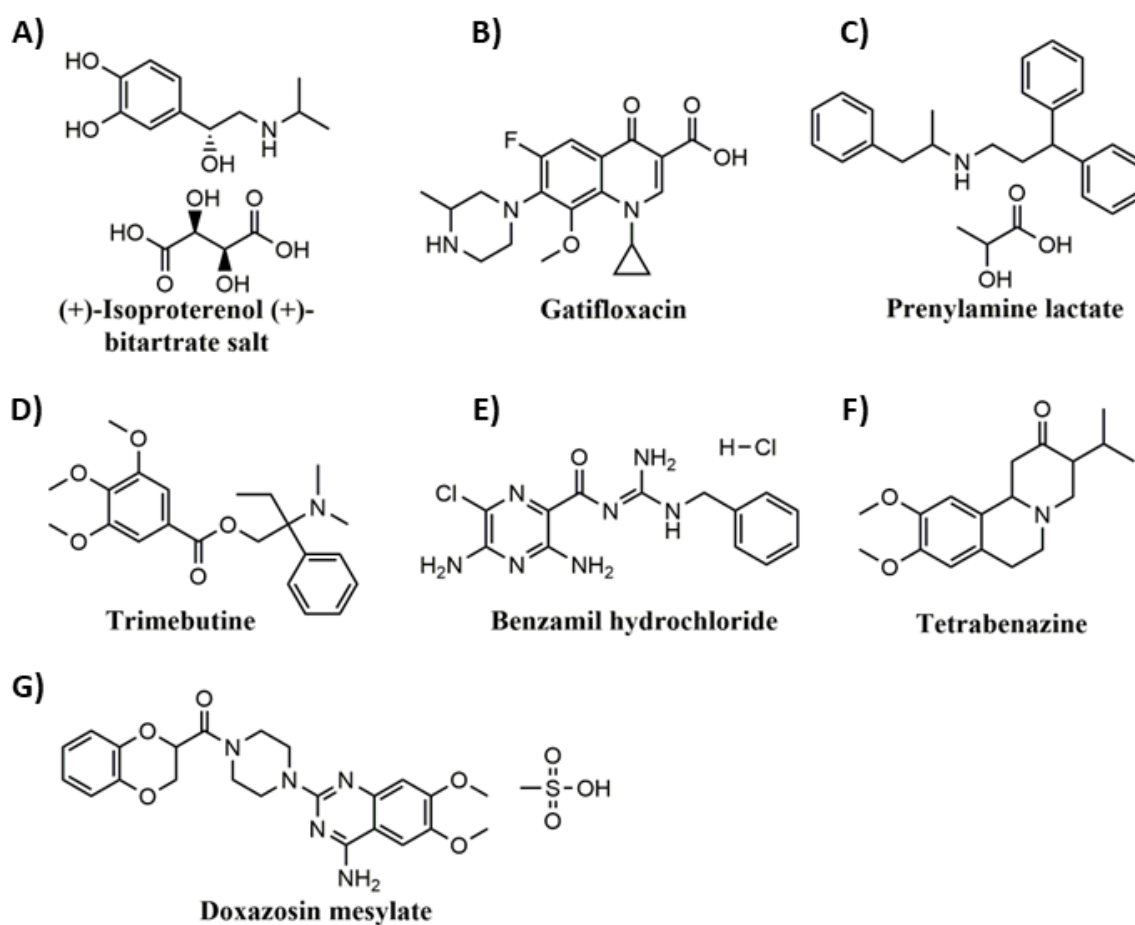 A)
HO
HO
OH
N
H
OH
O
HO
OH
O
OH
(+)-Isoproterenol (+)-
bitartrate salt
B)
O
O
F
OH
N
N
HN
O
Gatifloxacin
C)
N
H
O
OH
OH
Prenylamine lactate
D)
O
O
N
O
O
O
Trimebutine
E)
H-Cl
O
NH2
Cl
N
N
N
H
H2N
N
NH2
Benzamil hydrochloride
F)
O
O
N
O
Tetrabenazine
G)
O
O
N
O
N
N
O
N
O
NH2
O
S
OH
O
Doxazosin mesylate